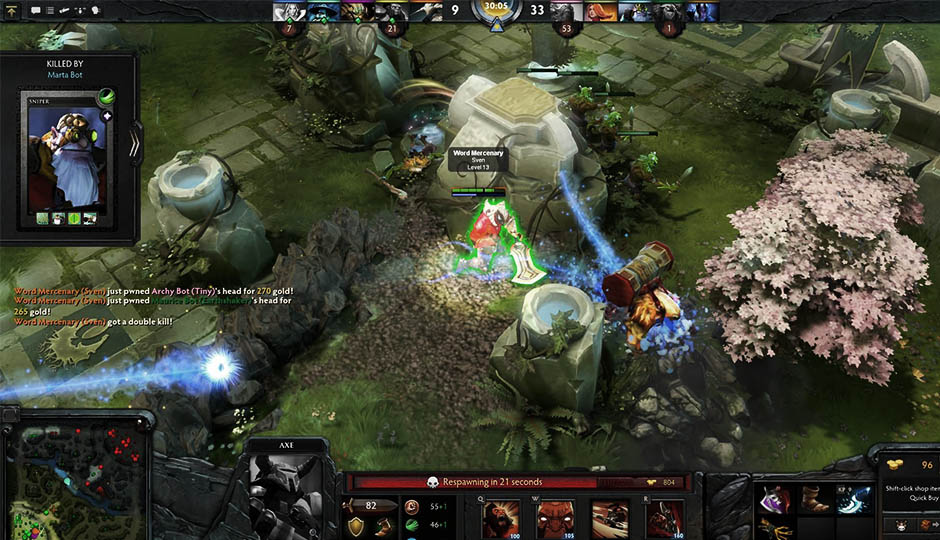 9
30:05
33
7
21
53
1
KILLED BY
Marta Bot
SNIPER
Word Mercenary
Sven
Level 13
Word Mercenary (Sven) just pwned Archy Bot (Tiny)'s head for 270 gold!
Word Mercenary (Sven) just pwned Maurice Bot (Earthshaker)'s head for
265 gold!
Word Mercenary (Sven) got a double kill!
AXE
Respawning in 21 seconds
804
82
55+1
46+1
Q
W
R
100
105
160
96
Shift-click shop item
Quick Buy